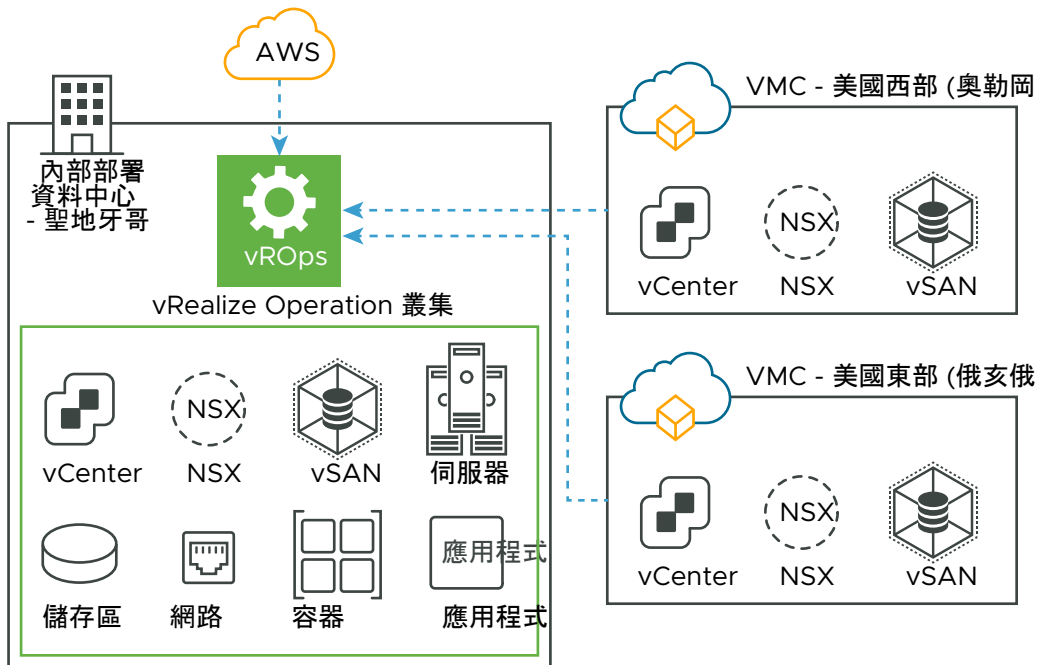 AWS
內部部署
資料中心
- 聖地牙哥
vROps
vRealize Operation 叢集
NSX
vCenter
NSX
vSAN
伺服器
應用程式
儲存區
網路
容器
應用程式
VMC - 美國西部 (奧勒岡
NSX
vCenter
NSX
vSAN
VMC - 美國東部 (俄亥俄
NSX
vCenter
NSX
vSAN